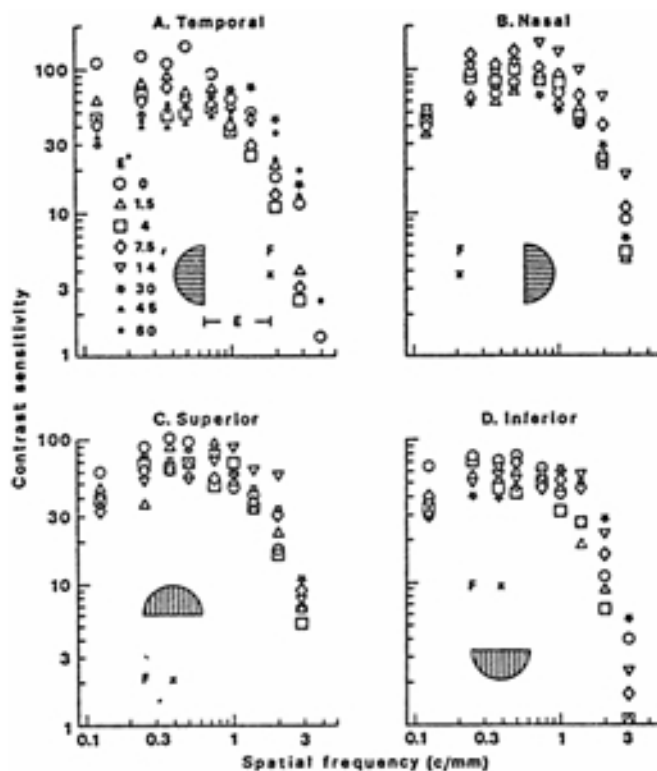 A. Temporal
B. Nasal
100
10
3
1
E°
0
1.5
4
7.5
14
30
45
60
F
x
E
F
x
C. Superior
D. Inferior
100
10
3
1
F x
F x
0.1 0.3 1 3
0.1 0.3 1 3
Contrast sensitivity
Spatial frequency (c/mm)